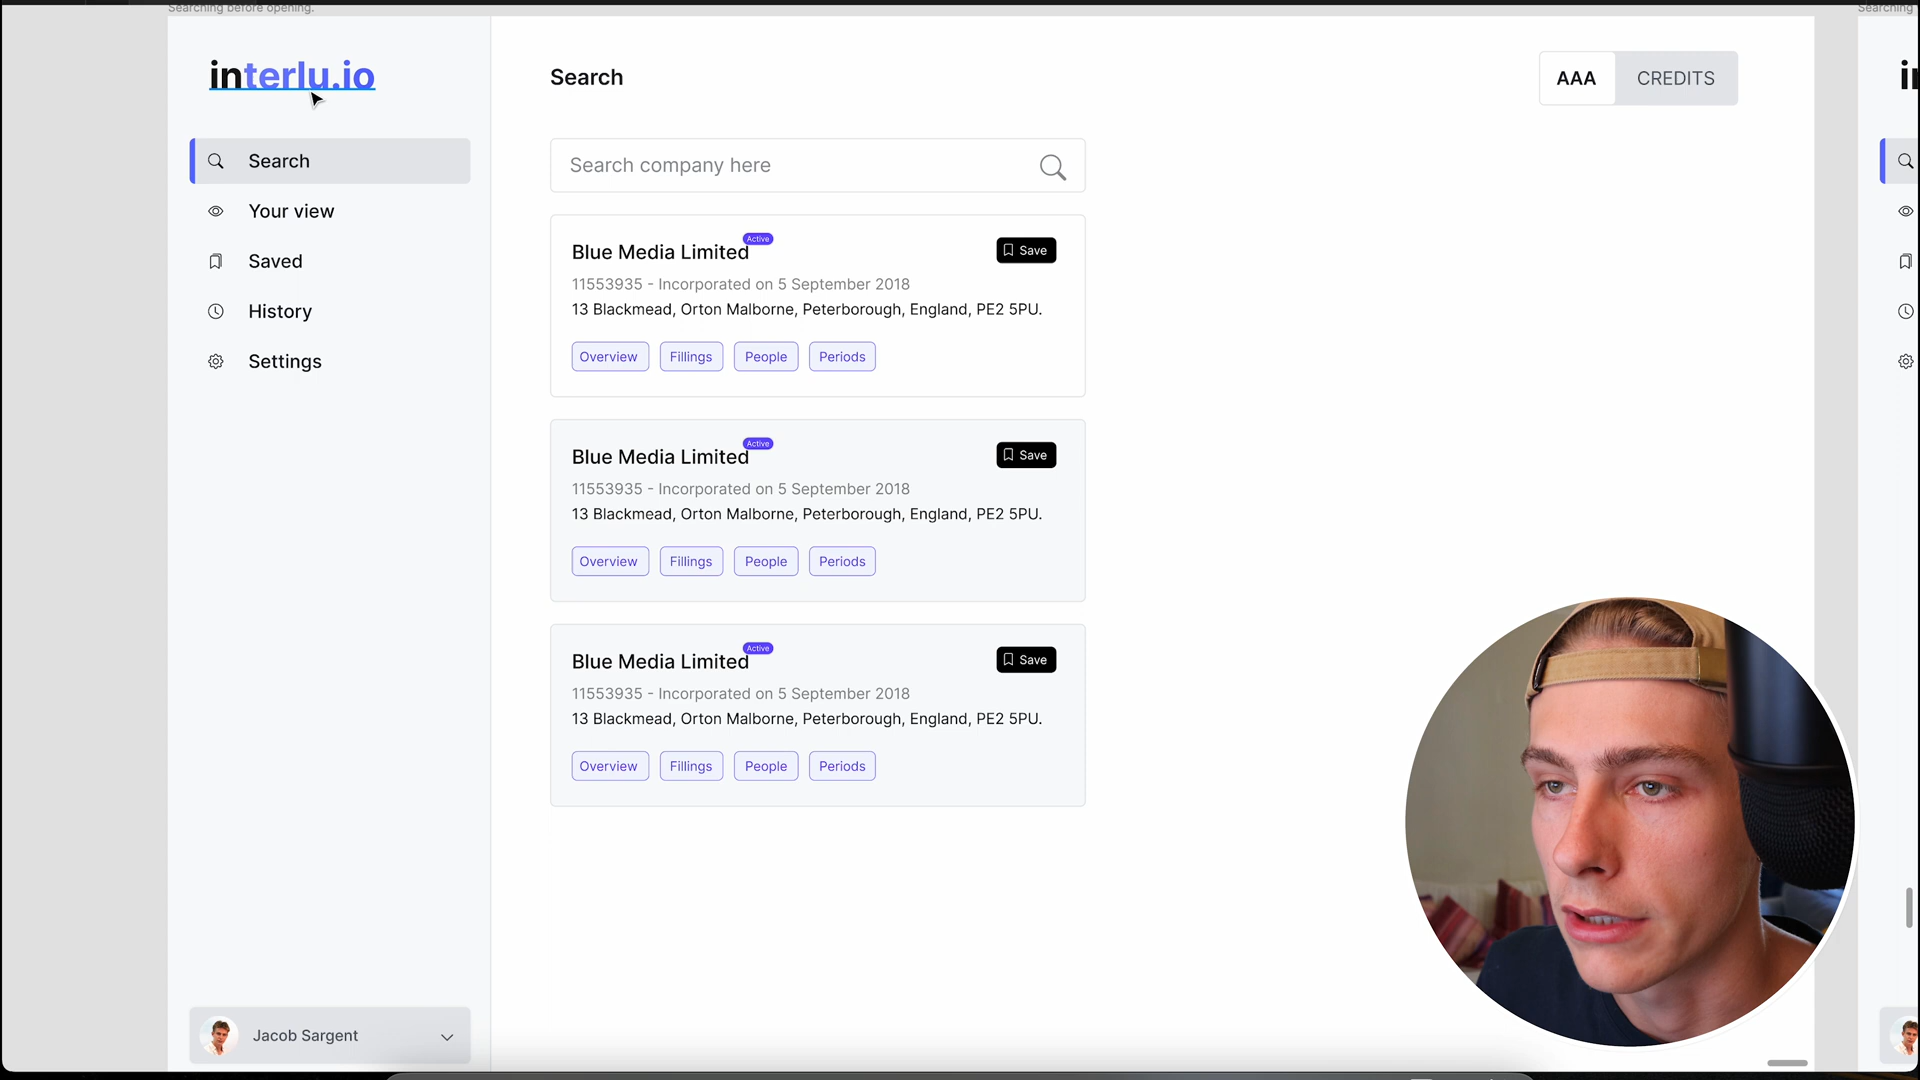 Searching before opening.
Searching
interlu.io
Search
AAA
CREDITS
Search
Search company here
Your view
Saved
History
Settings
Blue Media Limited
Active
Save
11553935 - Incorporated on 5 September 2018
13 Blackmead, Orton Malborne, Peterborough, England, PE2 5PU.
Overview
Fillings
People
Periods
Blue Media Limited
Active
Save
11553935 - Incorporated on 5 September 2018
13 Blackmead, Orton Malborne, Peterborough, England, PE2 5PU.
Overview
Fillings
People
Periods
Blue Media Limited
Active
Save
11553935 - Incorporated on 5 September 2018
13 Blackmead, Orton Malborne, Peterborough, England, PE2 5PU.
Overview
Fillings
People
Periods
Jacob Sargent